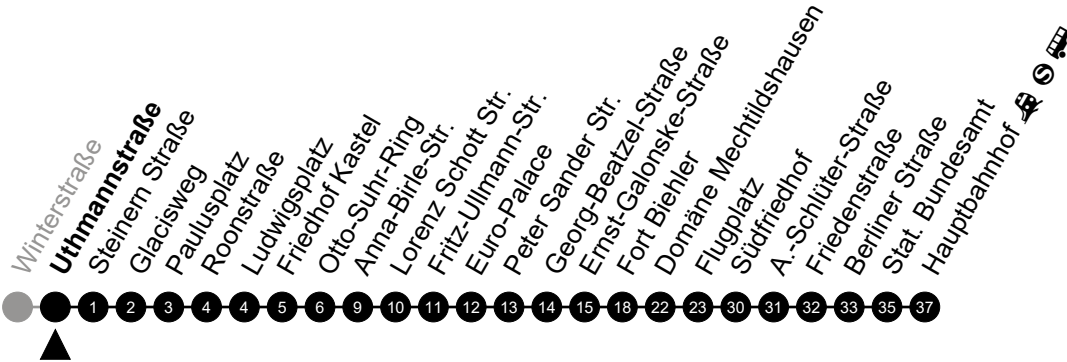 Winterstraße
Uthmannstraße
Steinern Straße
Glacisweg
Paulusplatz
Roonstraße
Ludwigsplatz
Friedhof Kastel
Otto-Suhr-Ring
Anna-Birle-Str.
Lorenz Schott Str.
Fritz-Ullmann-Str.
Euro-Palace
Peter Sander Str.
Georg-Beatzel-Straße
Ernst-Galonske-Straße
Fort Biehler
Domäne Mechtildshausen
Flugplatz
Südfriedhof
A.-Schlüter-Straße
Friedenstraße
Berliner Straße
Stat. Bundesamt
Hauptbahnhof S
1 2 3 4 4 5 6 9 10 11 12 13 14 15 18 22 23 30 31 32 33 35 37